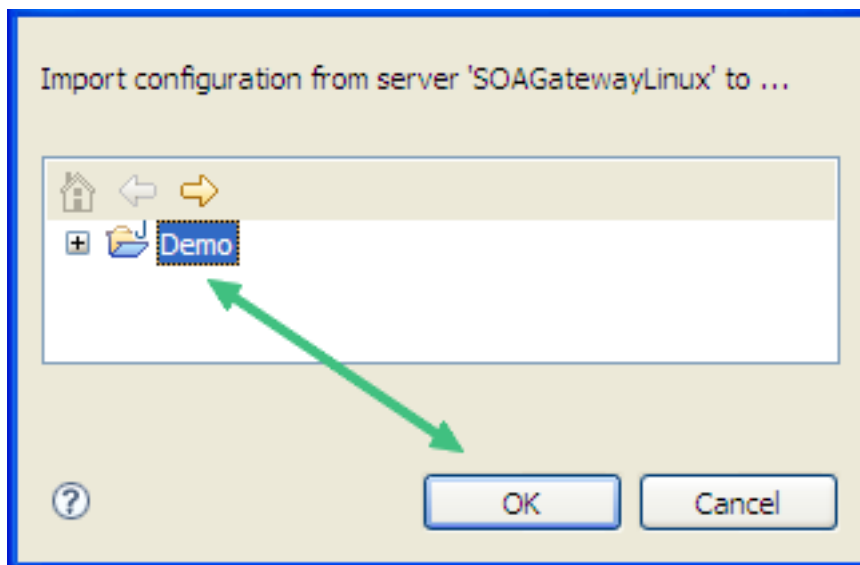 Import configuration from server 'SOAGatewayLinux' to ...
Demo
?
OK
Cancel